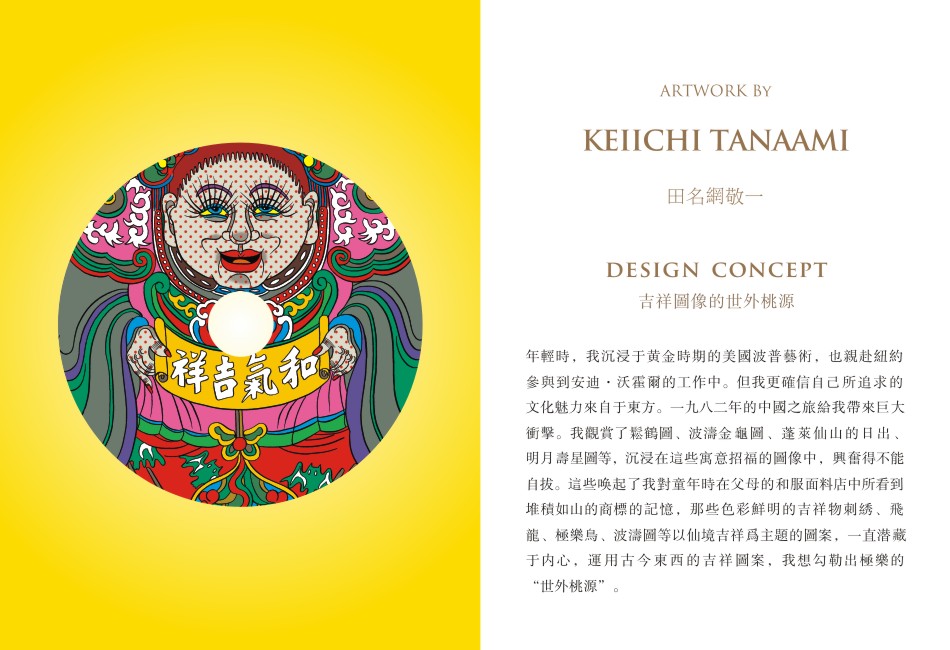 祥吉氣和
ARTWORK BY
KEIICHI TANAAMI
田名網敬一
DESIGN CONCEPT
吉祥圖像的世外桃源
年輕時，我沉浸于黄金時期的美國波普藝術，也親赴紐約
參與到安迪・沃霍爾的工作中。但我更確信自己所追求的
文化魅力來自于東方。一九八二年的中國之旅給我帶來巨大
衝擊。我觀賞了鬆鶴圖、波濤金龜圖、蓬萊仙山的日出、
明月壽星圖等，沉浸在這些寓意招福的圖像中，興奮得不能
自拔。這些唤起了我對童年時在父母的和服面料店中所看到
堆積如山的商標的記憶，那些色彩鮮明的吉祥物刺綉、飛
龍、極樂鳥、波濤圖等以仙境吉祥爲主題的圖案，一直潜藏
于内心，運用古今東西的吉祥圖案，我想勾勒出極樂的
“世外桃源”。